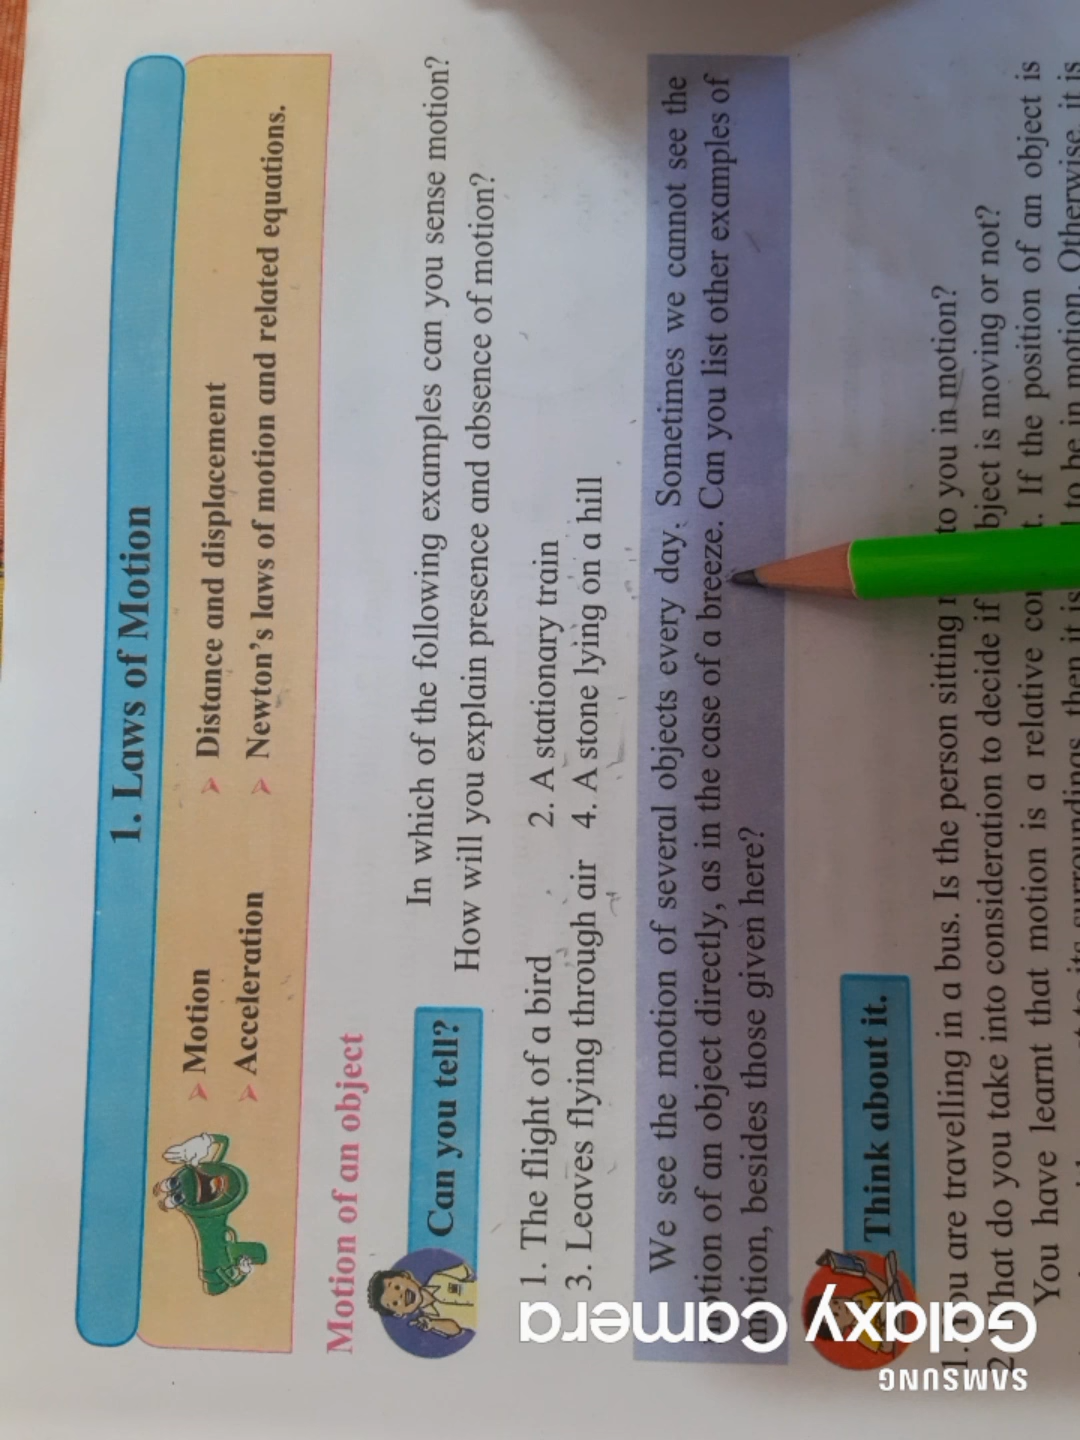 1. Laws of Motion
Motion
Distance and displacement
Acceleration
Newton's laws of motion and related equations.
Motion of an object
Can you tell?
In which of the following examples can you sense motion?
How will you explain presence and absence of motion?
1. The flight of a bird 2. A stationary train
3. Leaves flying through air 4. A stone lying on a hill
We see the motion of several objects every day. Sometimes we cannot see the
motion of an object directly, as in the case of a breeze. Can you list other examples of
motion, besides those given here?
Think about it.
1. You are travelling in a bus. Is the person sitting to you in motion?
2. What do you take into consideration to decide if object is moving or not?
You have learnt that motion is a relative If the position of an object is
to its surroundings, then it is to be in motion. Otherwise, it is
SAMSUNG
Galaxy Camera